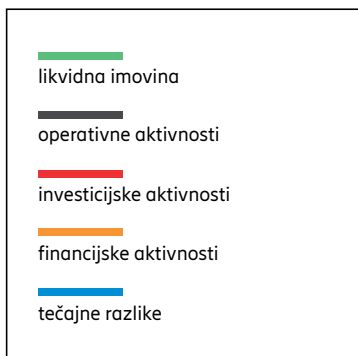 likvidna imovina
operativne aktivnosti
investicijske aktivnosti
financijske aktivnosti
tečajne razlike